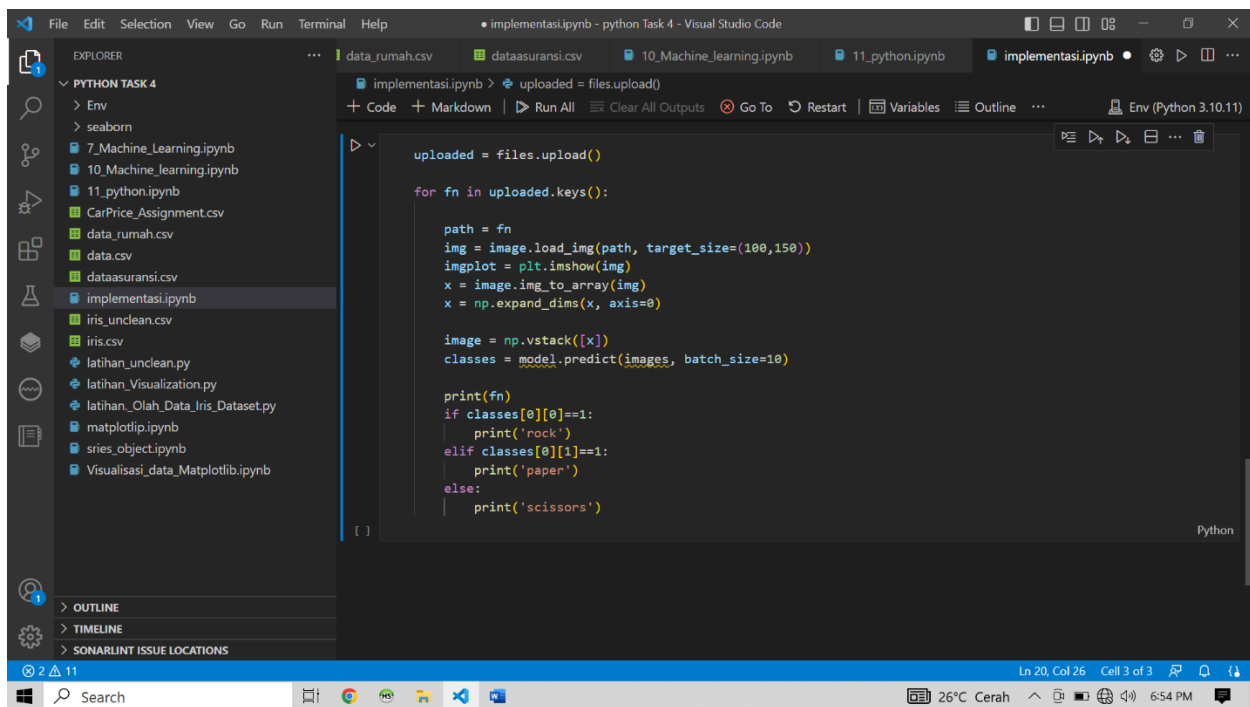 File Edit Selection View Go Run Terminal Help
● implementasi.ipynb - python Task 4 - Visual Studio Code
EXPLORER
PYTHON TASK 4
> Env
> seaborn
7_Machine_Learning.ipynb
10_Machine_learning.ipynb
11_python.ipynb
CarPrice_Assignment.csv
data_rumah.csv
data.csv
dataasuransi.csv
implementasi.ipynb
iris_unclean.csv
iris.csv
latihan_unclean.py
latihan_Visualization.py
latihan._Olah_Data_Iris_Dataset.py
matplotlip.ipynb
sries_object.ipynb
Visualisasi_data_Matplotlib.ipynb
> OUTLINE
> TIMELINE
> SONARLINT ISSUE LOCATIONS
data_rumah.csv dataasuransi.csv 10_Machine_learning.ipynb 11_python.ipynb implementasi.ipynb ●
implementasi.ipynb > uploaded = files.upload()
+ Code + Markdown | Run All Clear All Outputs Go To Restart | Variables Outline ··· Env (Python 3.10.11)
uploaded = files.upload()
for fn in uploaded.keys():
path = fn
img = image.load_img(path, target_size=(100,150))
imgplot = plt.imshow(img)
x = image.img_to_array(img)
x = np.expand_dims(x, axis=0)
image = np.vstack([x])
classes = model.predict(images, batch_size=10)
print(fn)
if classes[0][0]==1:
print('rock')
elif classes[0][1]==1:
print('paper')
else:
print('scissors')
[ ] Python
1
1
2 11 Ln 20, Col 26 Cell 3 of 3
Search HS 26°C Cerah 6:54 PM